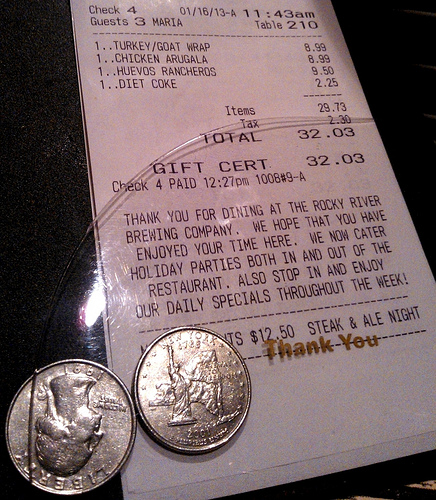 Check 4 01/16/13-A 11:43am
Guests 3 MARIA Table 210
1..TURKEY/GOAT WRAP 8.99
1..CHICKEN ARUGALA 8.99
1..HUEVOS RANCHEROS 9.50
1..DIET COKE 2.25
Items 29.73
Tax 2.30
TOTAL 32.03
GIFT CERT 32.03
Check 4 PAID 12:27pm 1008#9-A
THANK YOU FOR DINING AT THE ROCKY RIVER
BREWING COMPANY. WE HOPE THAT YOU HAVE
ENJOYED YOUR TIME HERE. WE NOW CATER
HOLIDAY PARTIES BOTH IN AND OUT OF THE
RESTAURANT. ALSO STOP IN AND ENJOY
OUR DAILY SPECIALS THROUGHOUT THE WEEK!
$12.50 STEAK & ALE NIGHT
Thank You
LIBERTY